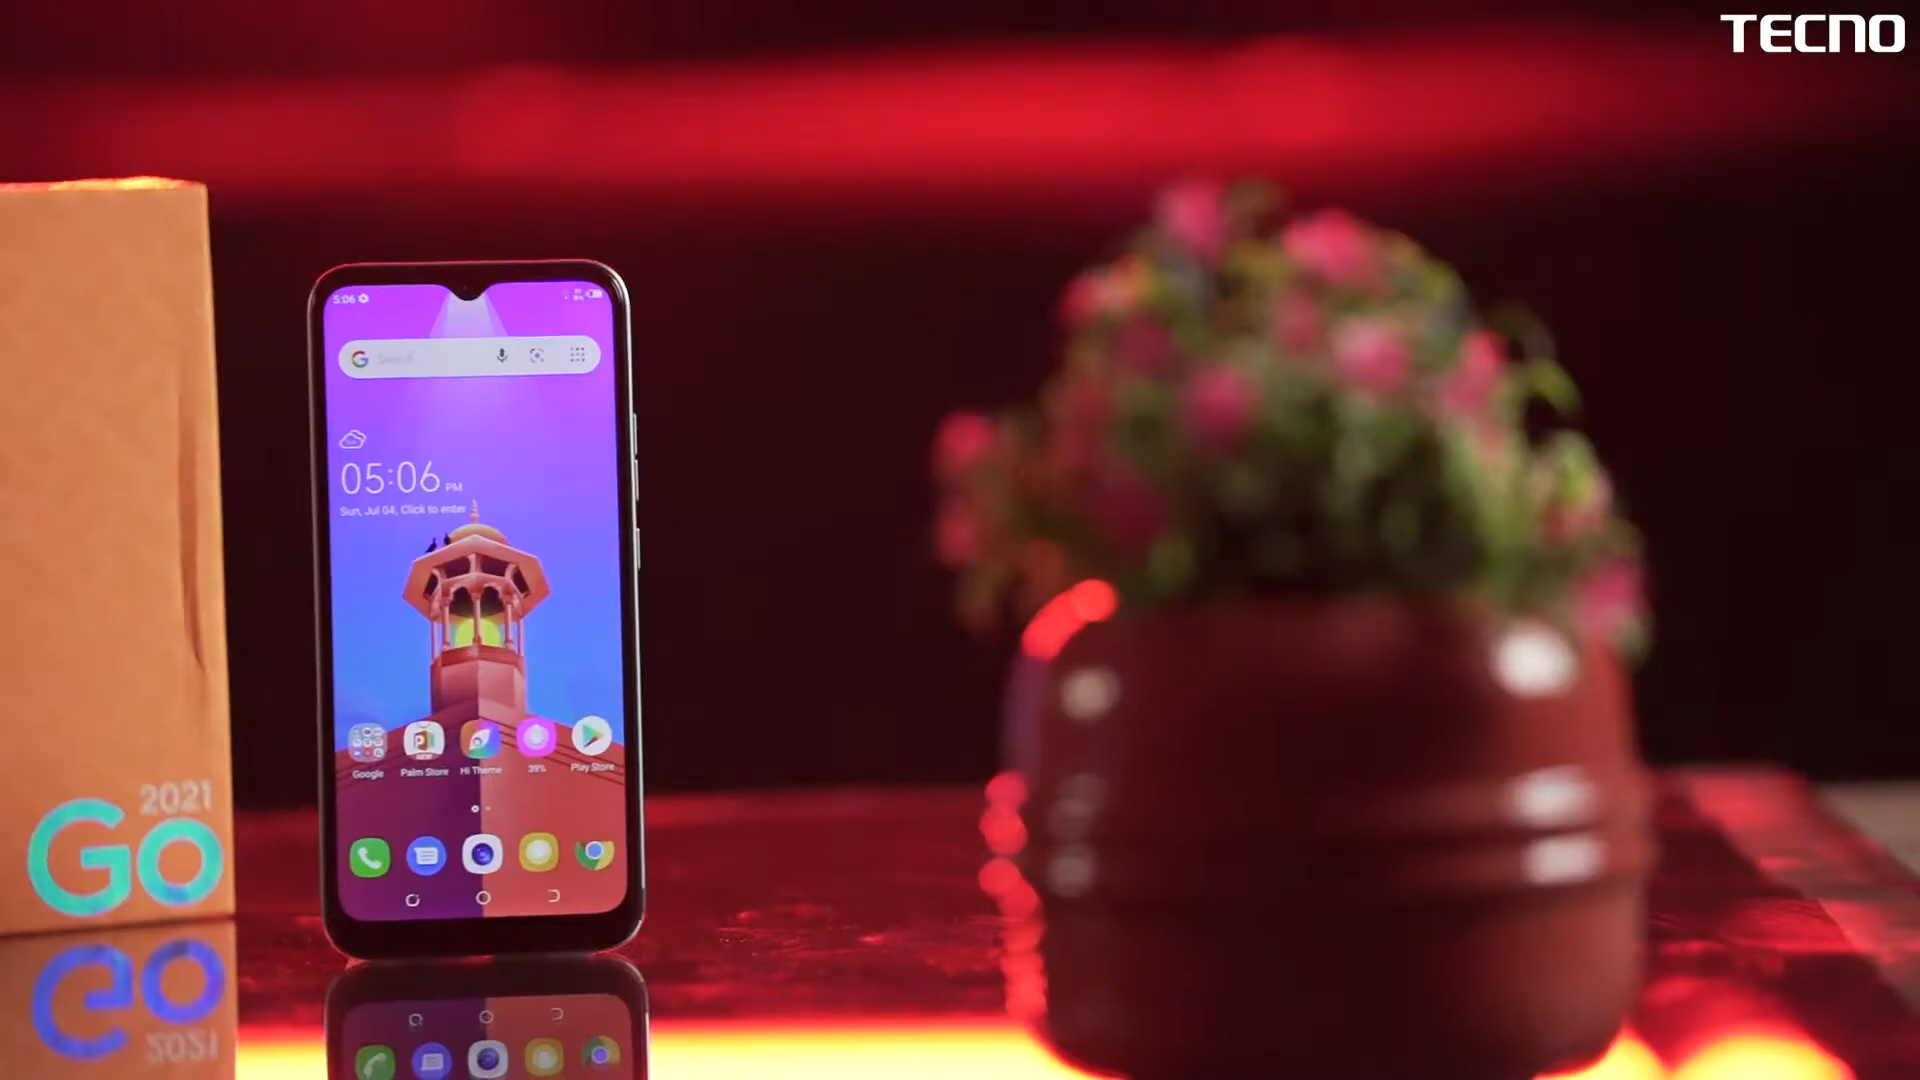 TECNO
5:06
05:06 PM
Sun, Jul 04, Click to enter
Google
Palm Store
Hi Theme
39%
Play Store
2021
GO